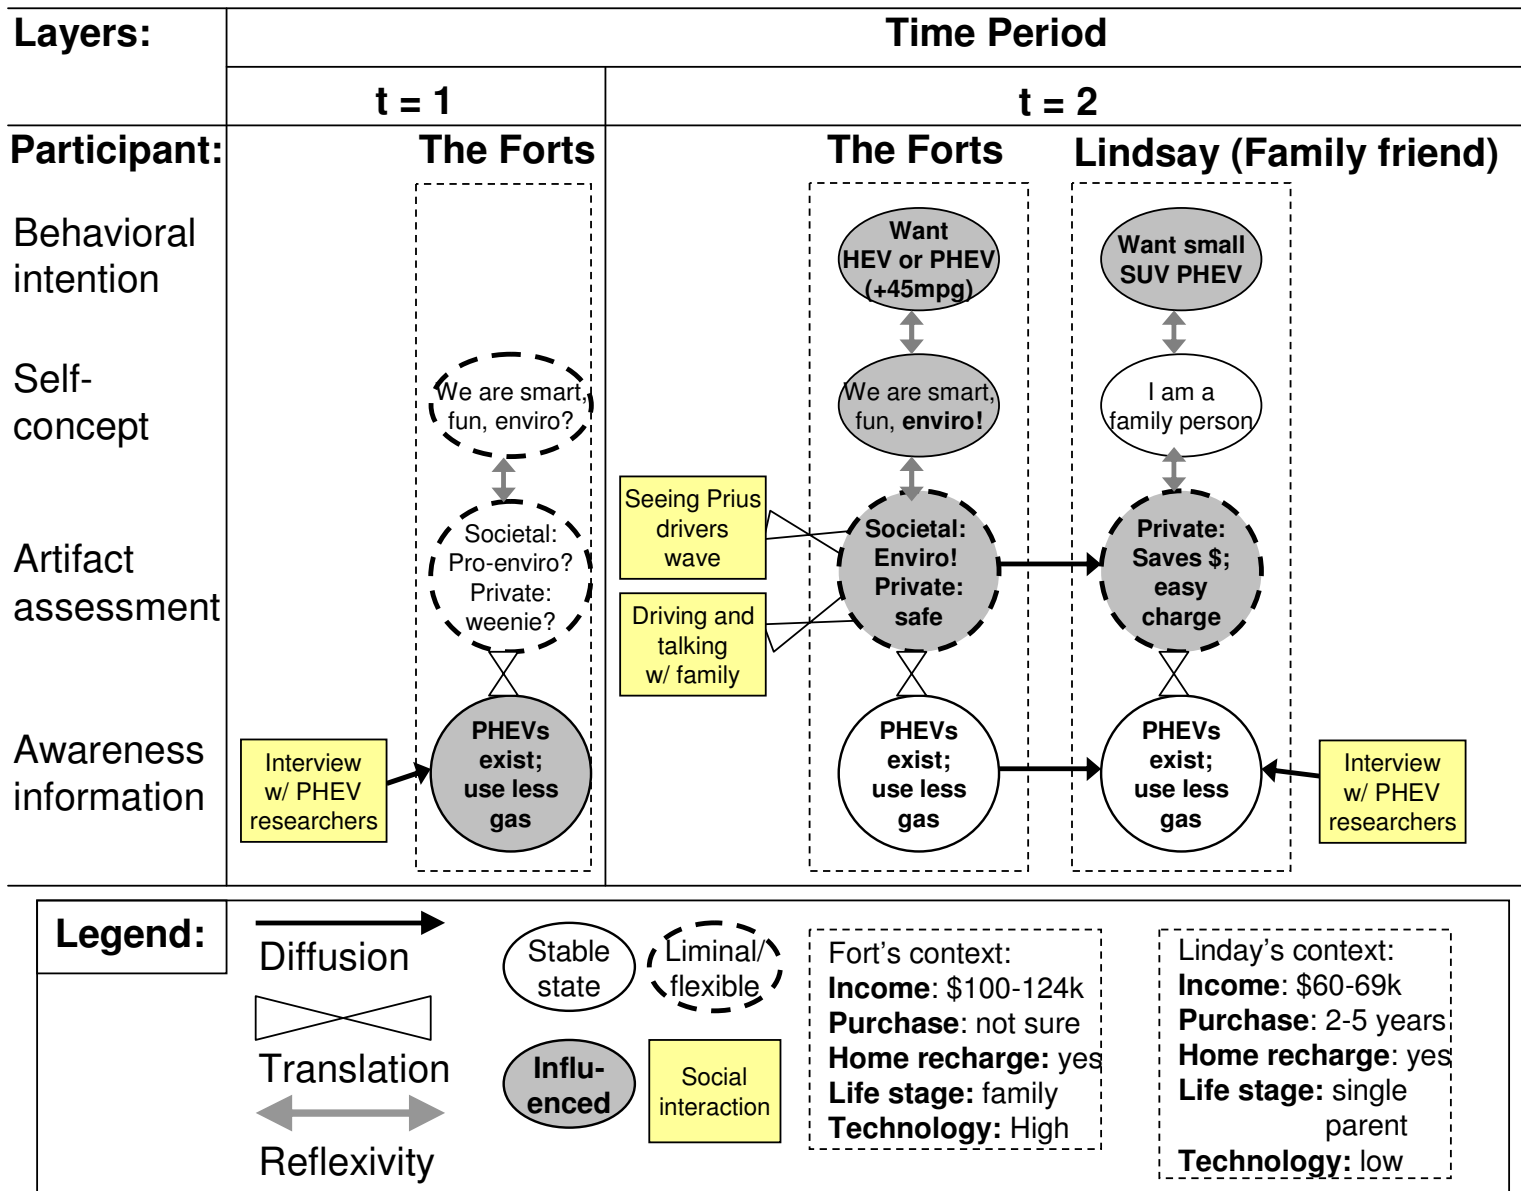 Layers:
Time Period
t = 1
t = 2
Participant:
The Forts
The Forts
Lindsay (Family friend)
Behavioral
intention
Want
HEV or PHEV
(+45mpg)
Want small
SUV PHEV
Self-
concept
We are smart,
fun, enviro?
We are smart,
fun, enviro!
I am a
family person
Artifact
assessment
Societal:
Pro-enviro?
Private:
weenie?
Seeing Prius
drivers
wave
Driving and
talking
w/ family
Societal:
Enviro!
Private:
safe
Private:
Saves $;
easy
charge
Awareness
information
Interview
w/ PHEV
researchers
PHEVs
exist;
use less
gas
PHEVs
exist;
use less
gas
PHEVs
exist;
use less
gas
Interview
w/ PHEV
researchers
Legend:
Diffusion
Translation
Reflexivity
Stable
state
Liminal/
flexible
Influ-
enced
Social
interaction
Fort's context:
Income: $100-124k
Purchase: not sure
Home recharge: yes
Life stage: family
Technology: High
Linday's context:
Income: $60-69k
Purchase: 2-5 years
Home recharge: yes
Life stage: single
parent
Technology: low